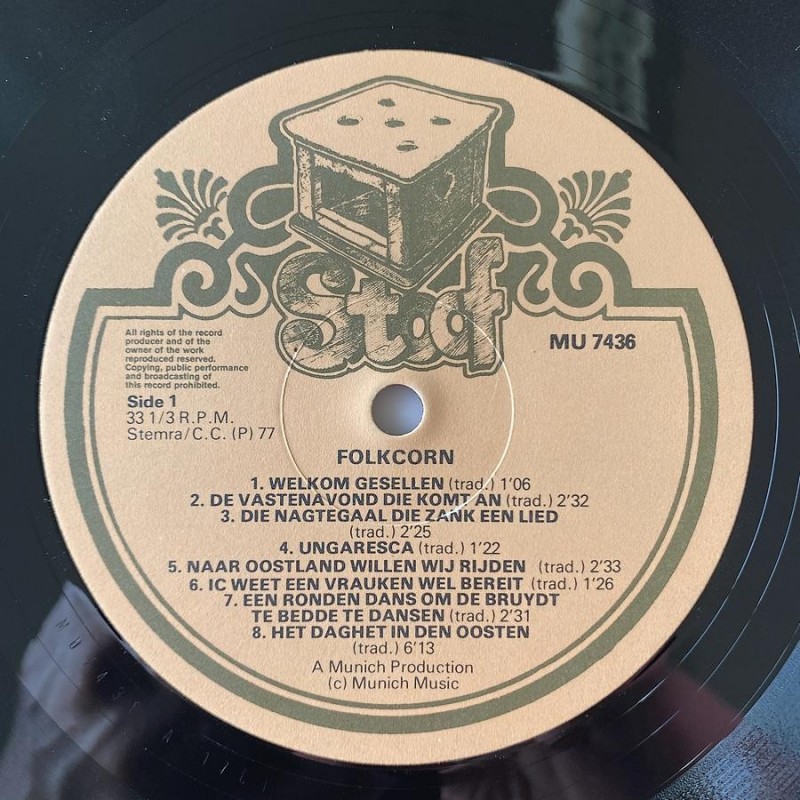 Stoof
All rights of the record
producer and of the
owner of the work
reproduced reserved.
Copying, public performance
and broadcasting of
this record prohibited.
MU 7436
Side 1
33 1/3 R.P.M.
Stemra/C.C. (P) 77
FOLKCORN
1. WELKOM GESELLEN (trad.) 1'06
2. DE VASTENAVOND DIE KOMT AN (trad.) 2'32
3. DIE NAGTEGAAL DIE ZANK EEN LIED
(trad.) 2'25
4. UNGARESCA (trad.) 1'22
5. NAAR OOSTLAND WILLEN WIJ RIJDEN (trad.) 2'33
6. IC WEET EEN VRAUKEN WEL BEREIT (trad.) 1'26
7. EEN RONDEN DANS OM DE BRUYDT
TE BEDDE TE DANSEN (trad.) 2'31
8. HET DAGHET IN DEN OOSTEN
(trad.) 6'13
A Munich Production
(c) Munich Music